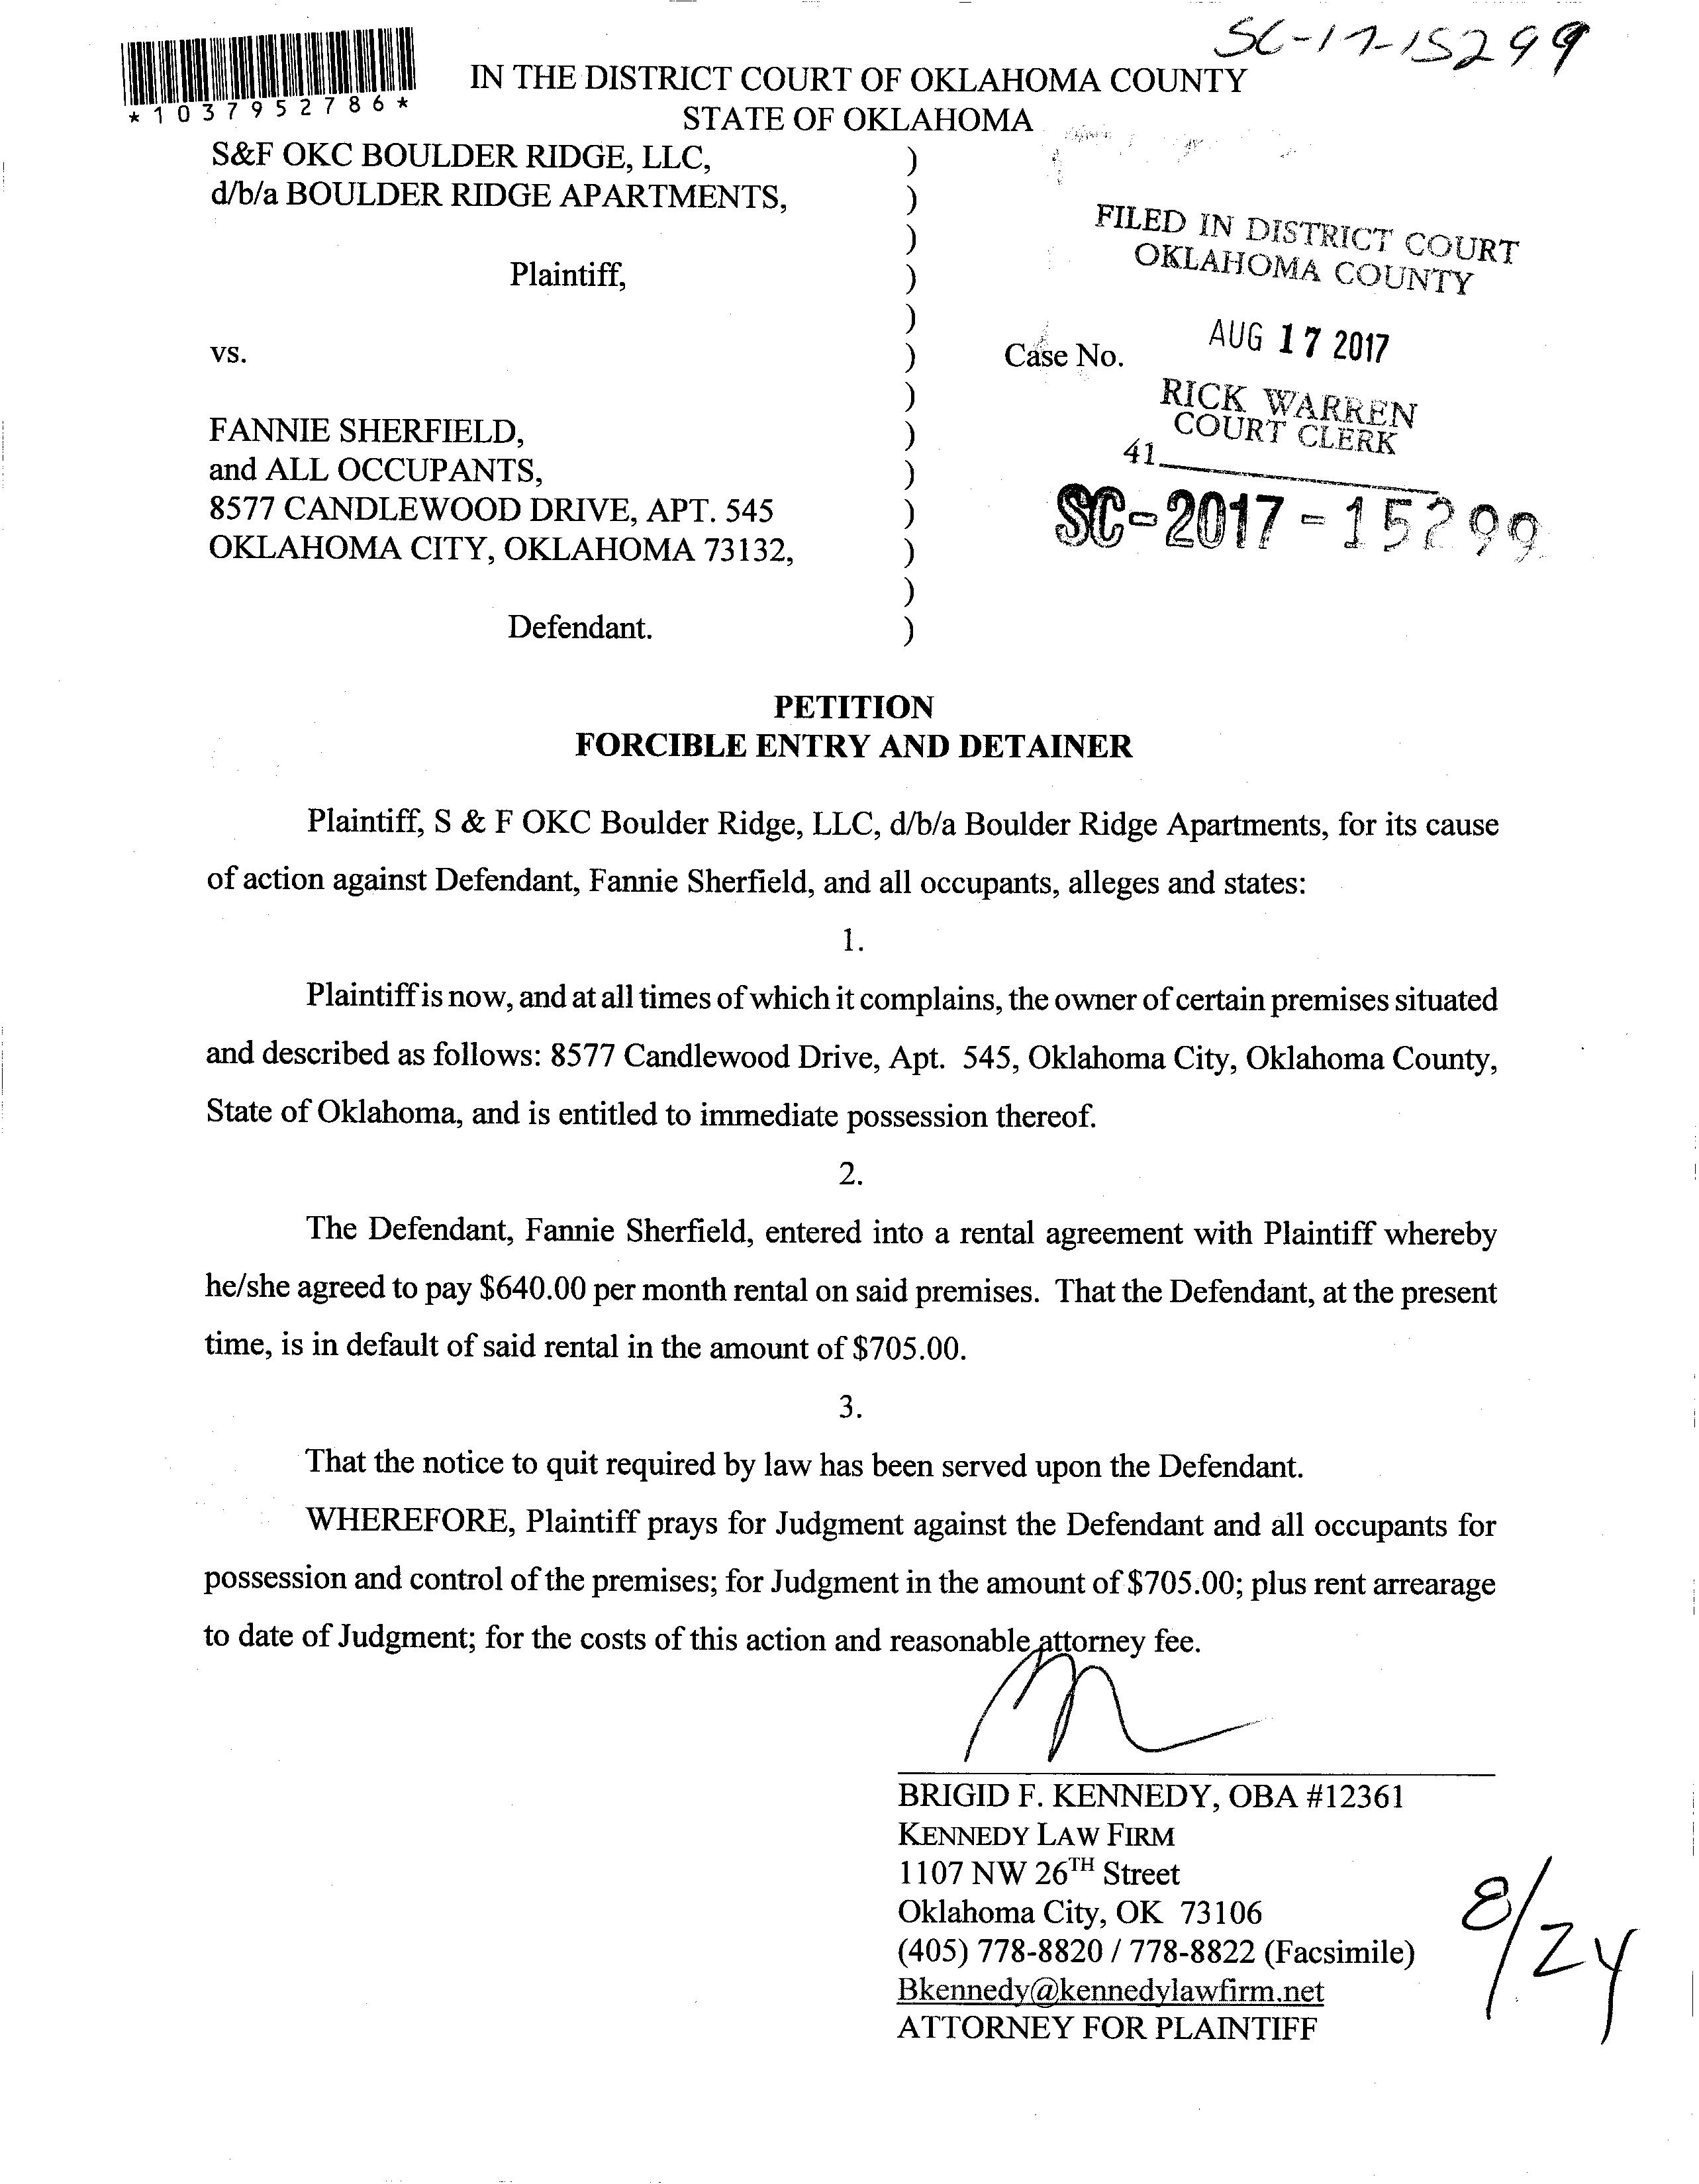 SC-17-15299
*1037952786*
IN THE DISTRICT COURT OF OKLAHOMA COUNTY
STATE OF OKLAHOMA
S&F OKC BOULDER RIDGE, LLC, )
d/b/a BOULDER RIDGE APARTMENTS, )
)
Plaintiff, )
)
vs. )
)
FANNIE SHERFIELD, )
and ALL OCCUPANTS, )
8577 CANDLEWOOD DRIVE, APT. 545 )
OKLAHOMA CITY, OKLAHOMA 73132, )
)
Defendant. )
FILED IN DISTRICT COURT
OKLAHOMA COUNTY
AUG 17 2017
Case No.
RICK WARREN
COURT CLERK
41
SC-2017-15299
PETITION
FORCIBLE ENTRY AND DETAINER
Plaintiff, S & F OKC Boulder Ridge, LLC, d/b/a Boulder Ridge Apartments, for its cause
of action against Defendant, Fannie Sherfield, and all occupants, alleges and states:
1.
Plaintiff is now, and at all times of which it complains, the owner of certain premises situated
and described as follows: 8577 Candlewood Drive, Apt. 545, Oklahoma City, Oklahoma County,
State of Oklahoma, and is entitled to immediate possession thereof.
2.
The Defendant, Fannie Sherfield, entered into a rental agreement with Plaintiff whereby
he/she agreed to pay $640.00 per month rental on said premises. That the Defendant, at the present
time, is in default of said rental in the amount of $705.00.
3.
That the notice to quit required by law has been served upon the Defendant.
WHEREFORE, Plaintiff prays for Judgment against the Defendant and all occupants for
possession and control of the premises; for Judgment in the amount of $705.00; plus rent arrearage
to date of Judgment; for the costs of this action and reasonable attorney fee.
BRIGID F. KENNEDY, OBA #12361
KENNEDY LAW FIRM
1107 NW 26TH Street
Oklahoma City, OK 73106
(405) 778-8820 / 778-8822 (Facsimile)
Bkennedy@kennedylawfirm.net
ATTORNEY FOR PLAINTIFF
8/24